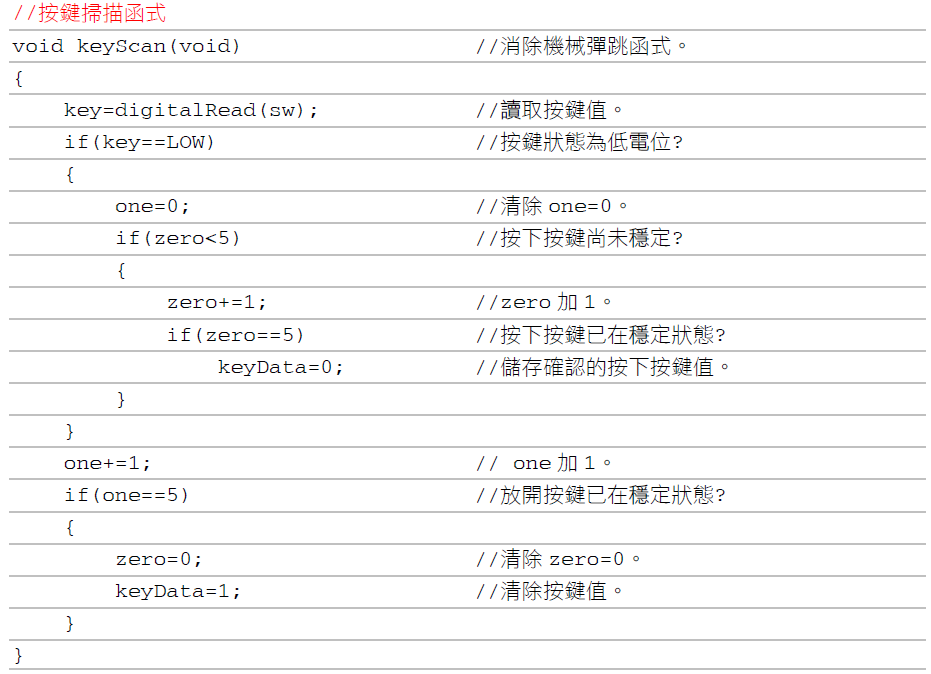 //按鍵掃描函式
void keyScan(void) //消除機械彈跳函式。
{
    key=digitalRead(sw); //讀取按鍵值。
    if(key==LOW) //按鍵狀態為低電位?
    {
        one=0; //清除 one=0。
        if(zero<5) //按下按鍵尚未穩定?
        {
            zero+=1; //zero 加 1。
            if(zero==5) //按下按鍵已在穩定狀態?
                keyData=0; //儲存確認的按下按鍵值。
        }
    }
    one+=1; // one 加 1。
    if(one==5) //放開按鍵已在穩定狀態?
    {
        zero=0; //清除 zero=0。
        keyData=1; //清除按鍵值。
    }
}